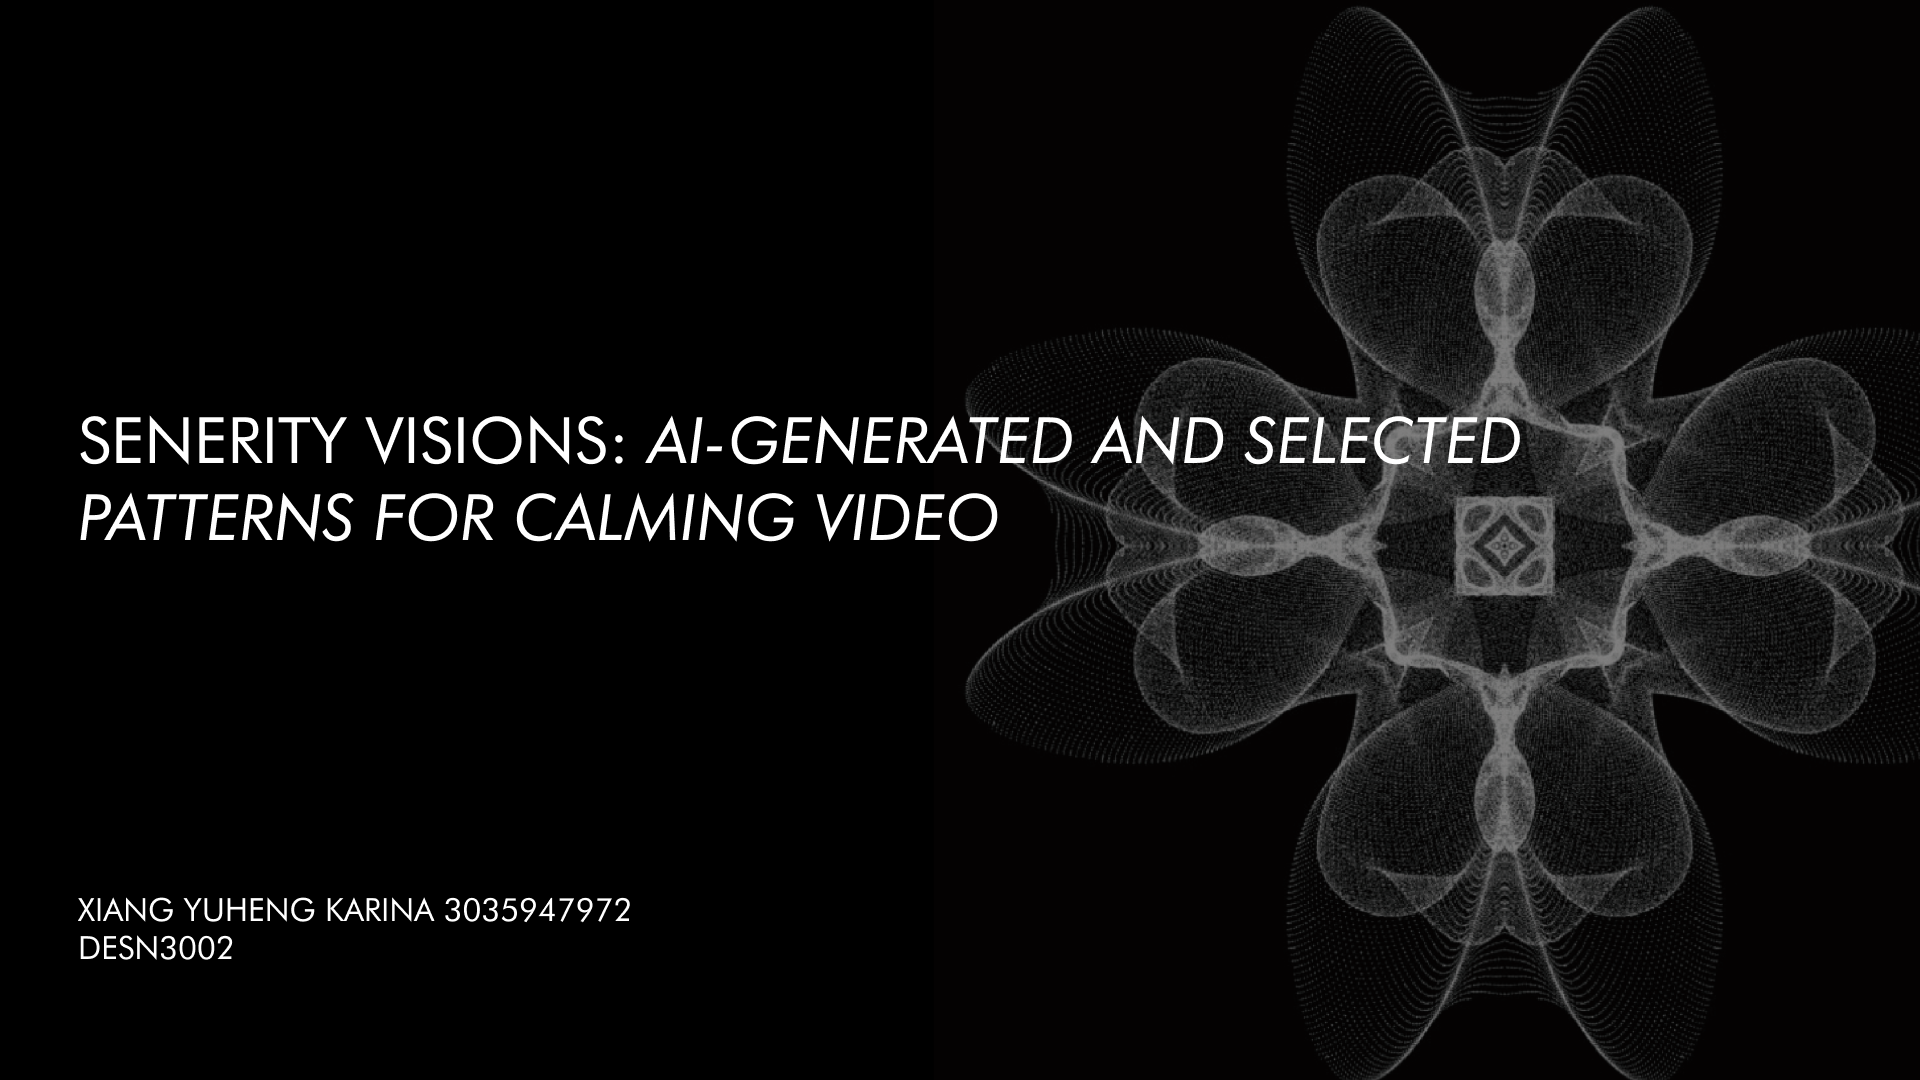 SENERITY VISIONS: AI-GENERATED AND SELECTED
PATTERNS FOR CALMING VIDEO
XIANG YUHENG KARINA 3035947972
DESN3002